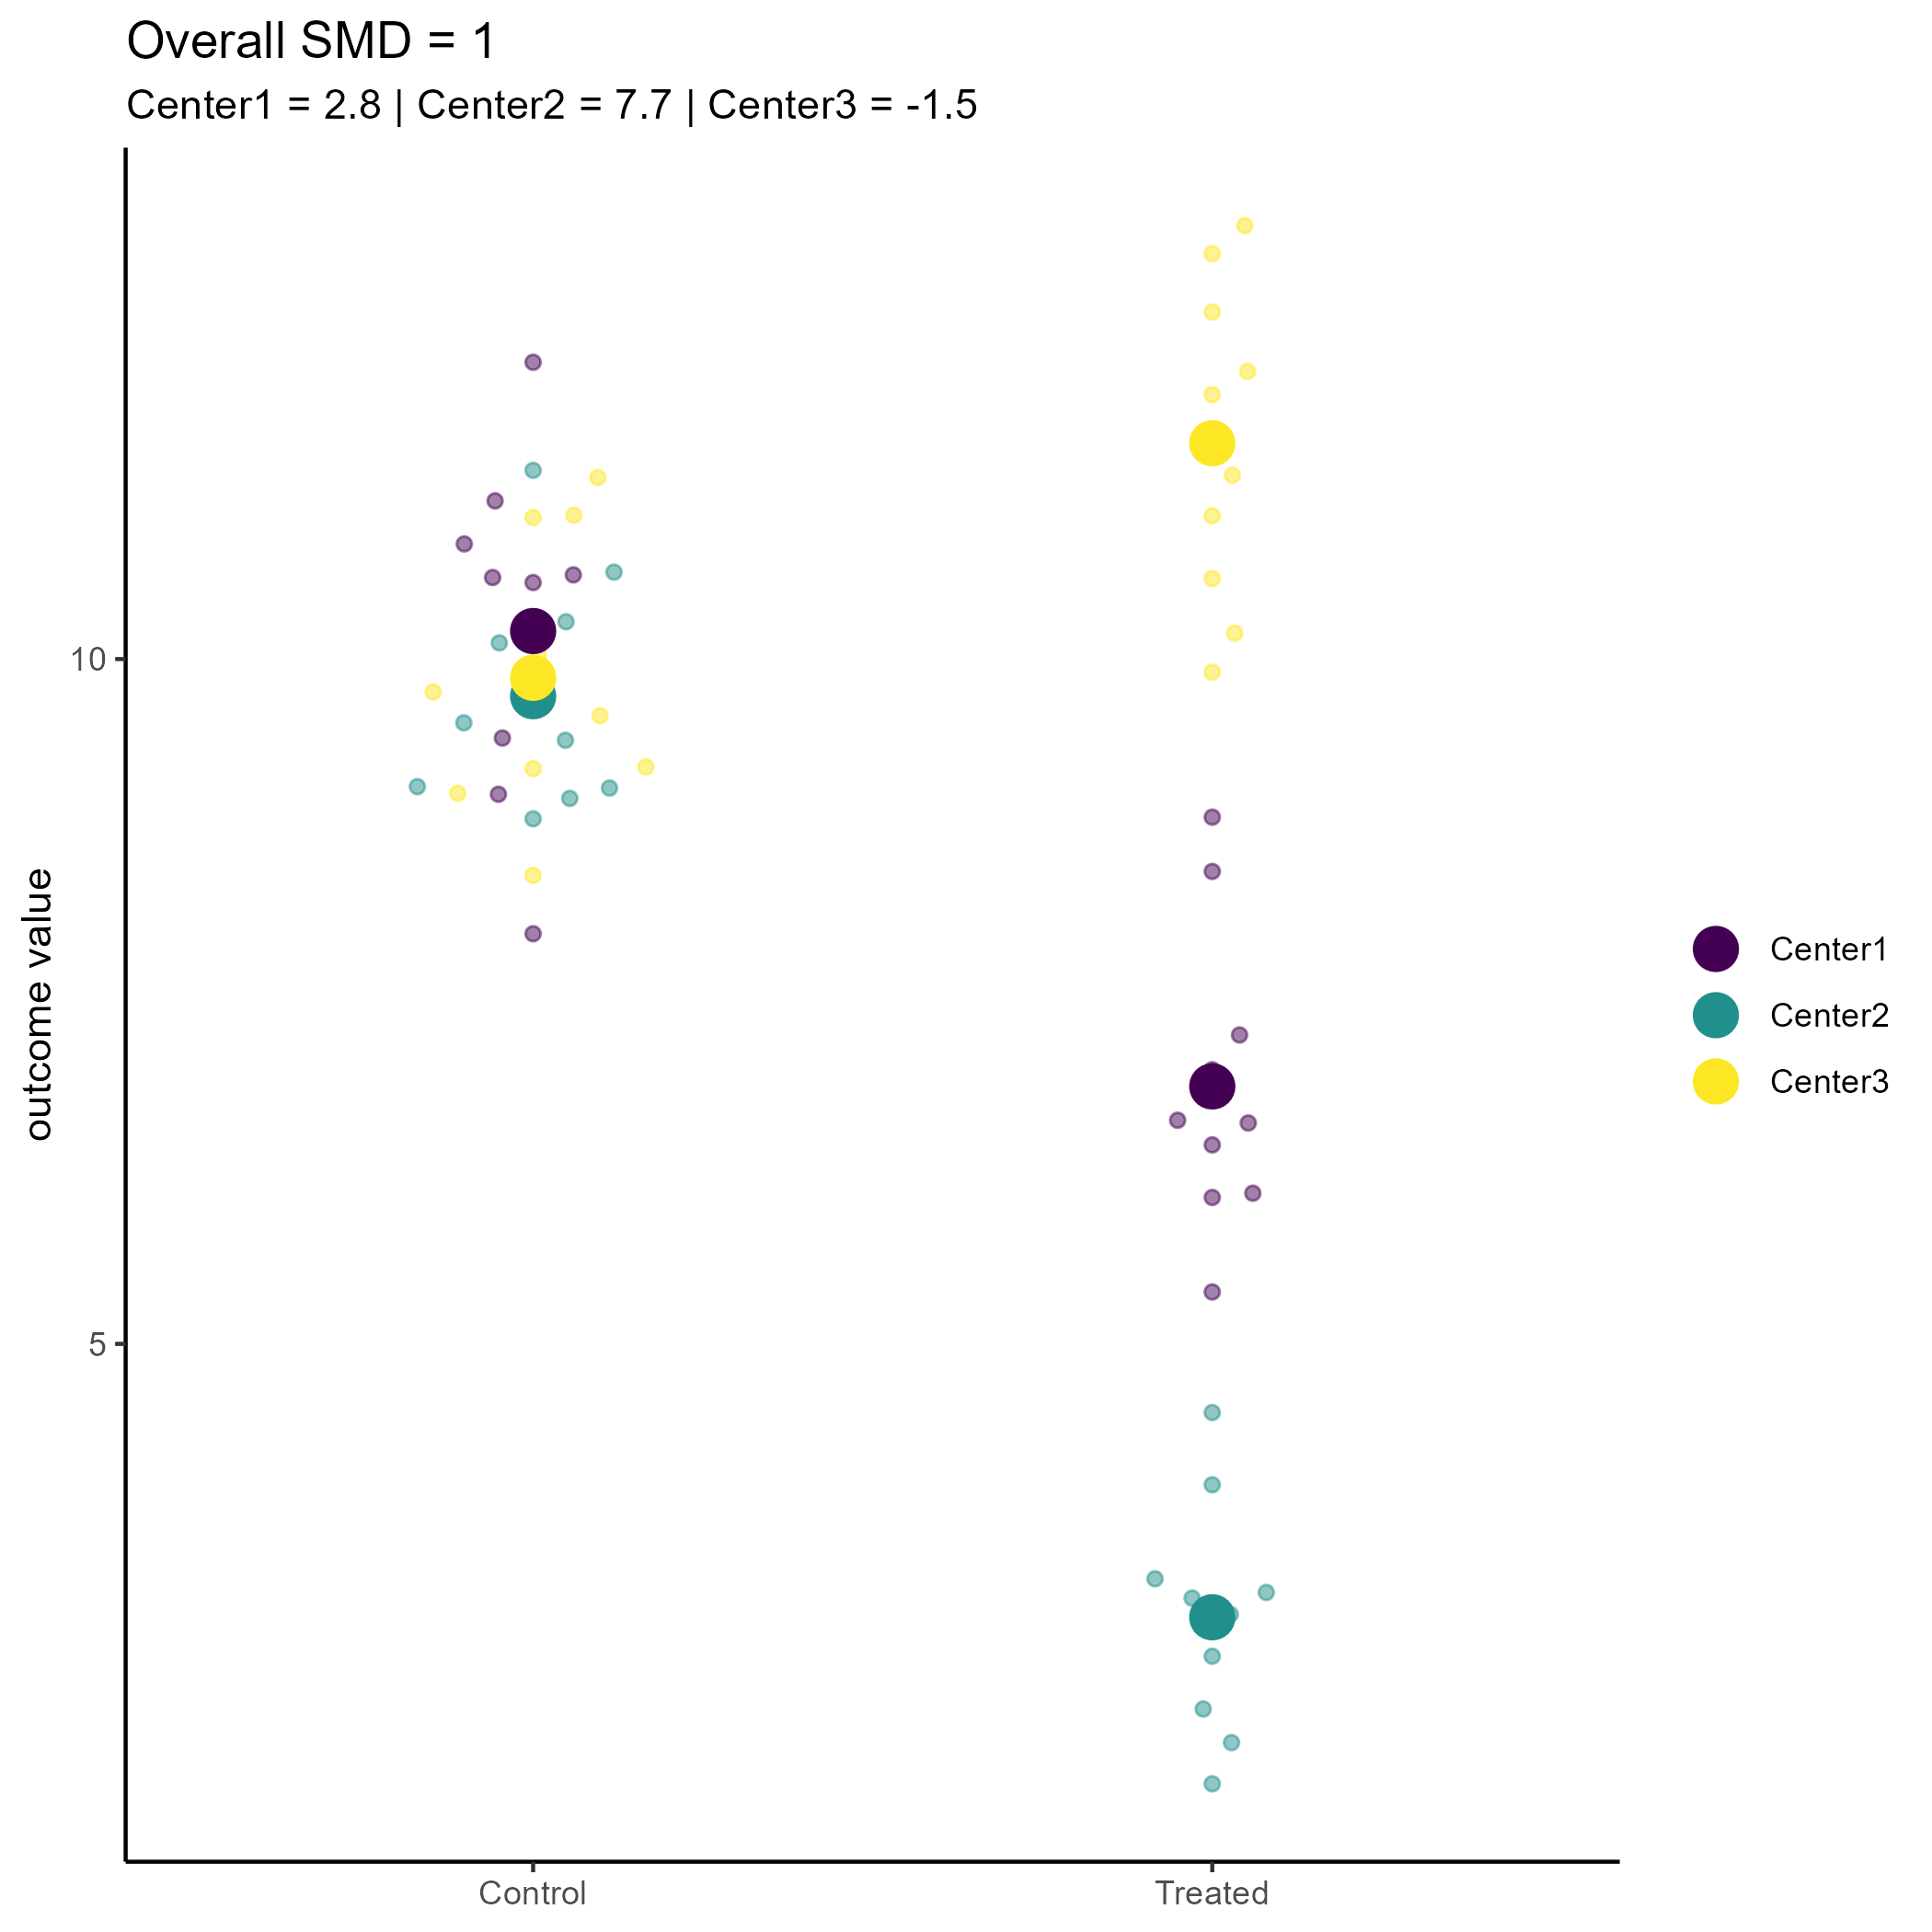 Overall SMD = 1
Center1 = 2.8 | Center2 = 7.7 | Center3 = -1.5
outcome value
10
5
Control
Treated
Center1
Center2
Center3